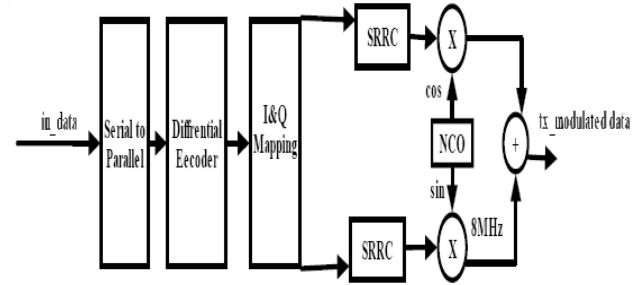 in_data
Serial to
Parallel
Diffrential
Eecoder
I&Q
Mapping
SRRC
X
cos
NCO
sin
SRRC
X
8MHz
+
tx_modulated data